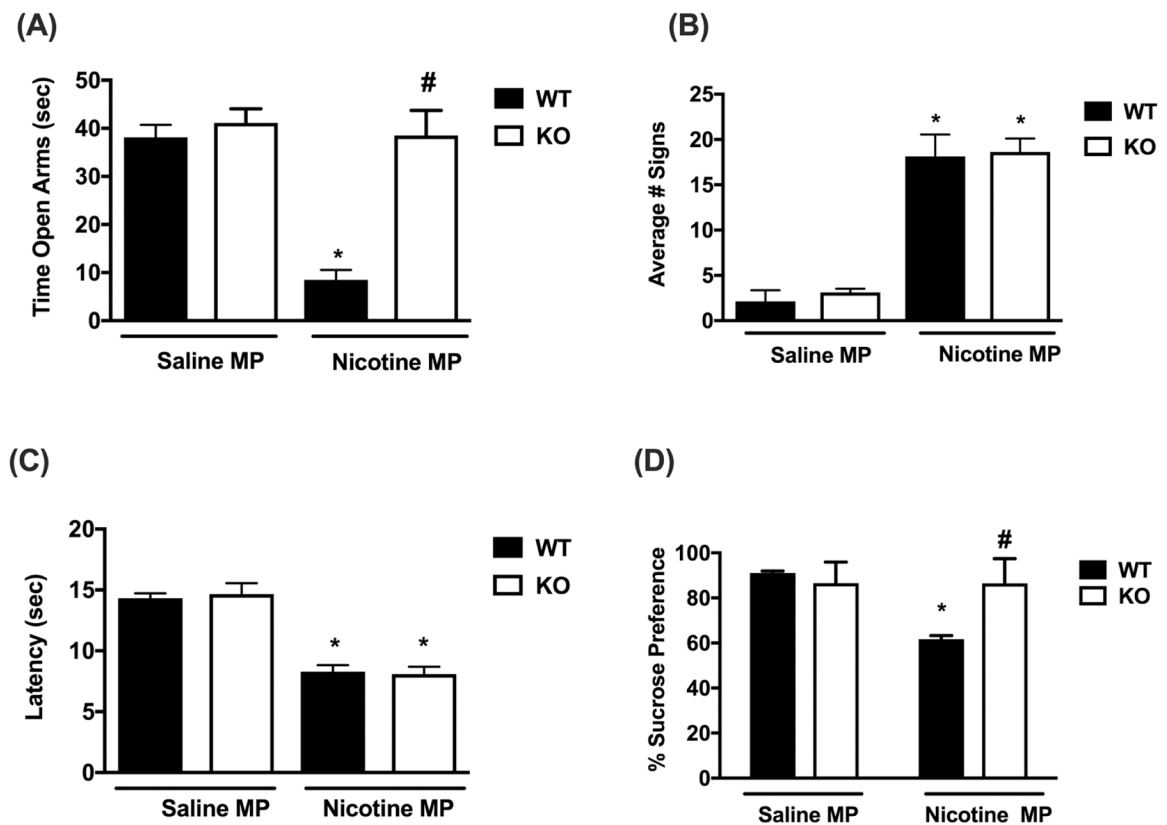 (A)
Time Open Arms (sec)
50
40
30
20
10
0
#
*
WT
KO
Saline MP
Nicotine MP
(B)
Average # Signs
25
20
15
10
5
0
*
*
WT
KO
Saline MP
Nicotine MP
(C)
Latency (sec)
20
15
10
5
0
*
*
WT
KO
Saline MP
Nicotine MP
(D)
% Sucrose Preference
100
80
60
40
20
0
#
*
WT
KO
Saline MP
Nicotine MP